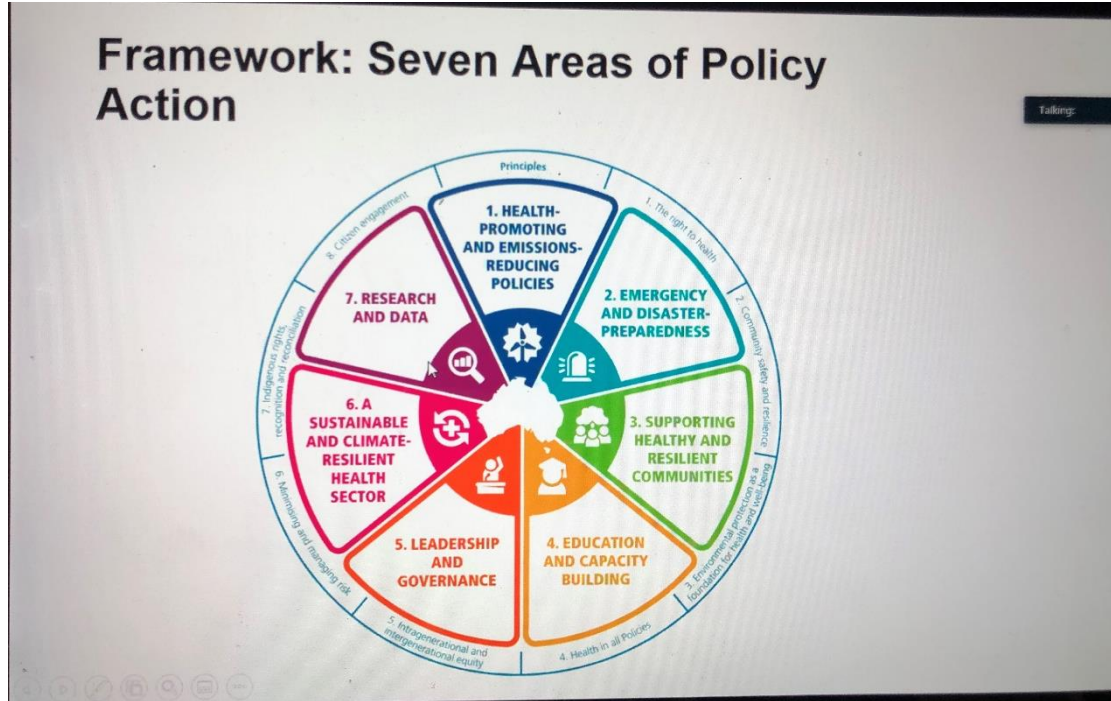 Framework: Seven Areas of Policy
Action
Talking:
Principles
1. The right to health
2. Community safety and resilience
3. Environmental protection as a
foundation for health and well-being
4. Health in all Policies
5. Intragenerational and
intergenerational equity
6. Minimising and managing risk
7. Indigenous rights,
recognition and reconciliation
8. Citizen engagement
1. HEALTH-
PROMOTING
AND EMISSIONS-
REDUCING
POLICIES
2. EMERGENCY
AND DISASTER-
PREPAREDNESS
3. SUPPORTING
HEALTHY AND
RESILIENT
COMMUNITIES
4. EDUCATION
AND CAPACITY
BUILDING
5. LEADERSHIP
AND
GOVERNANCE
6. A
SUSTAINABLE
AND CLIMATE-
RESILIENT
HEALTH
SECTOR
7. RESEARCH
AND DATA